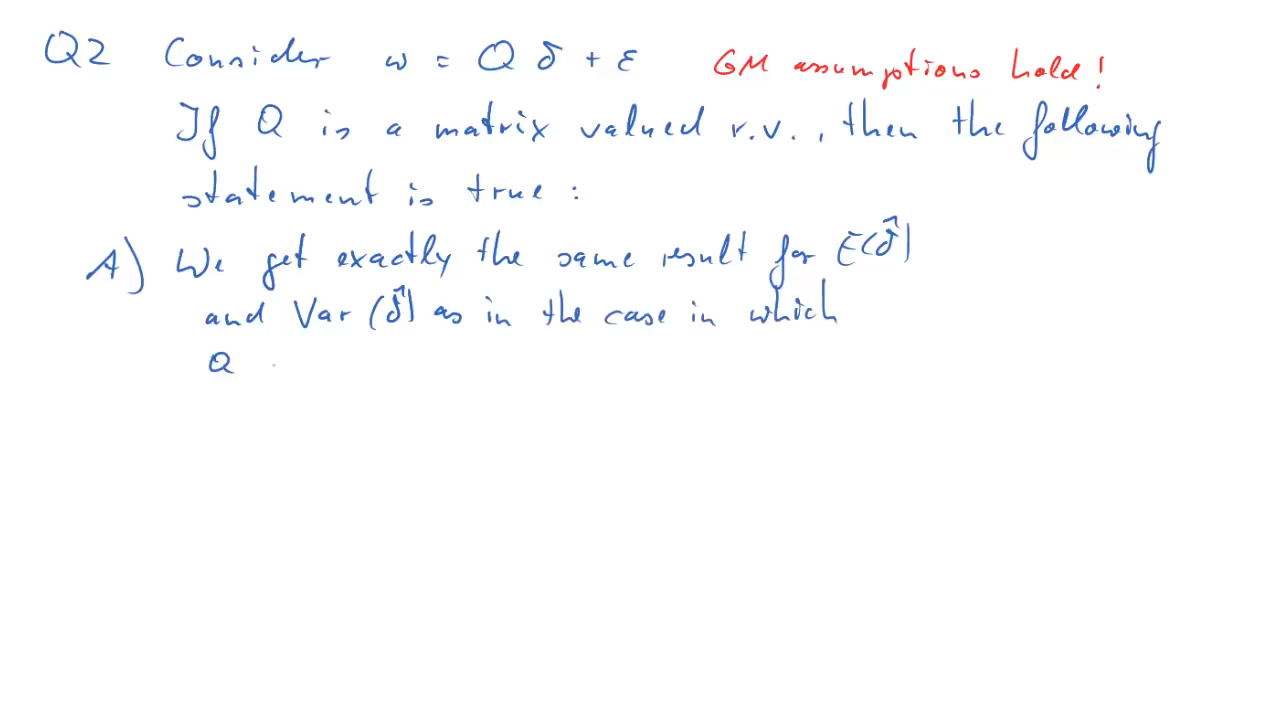 Q2 Consider w = Q δ + ε GM assumptions hold!
If Q is a matrix valued r.v., then the following
statement is true:
A) We get exactly the same result for E(δ̂)
and Var(δ̂) as in the case in which
Q